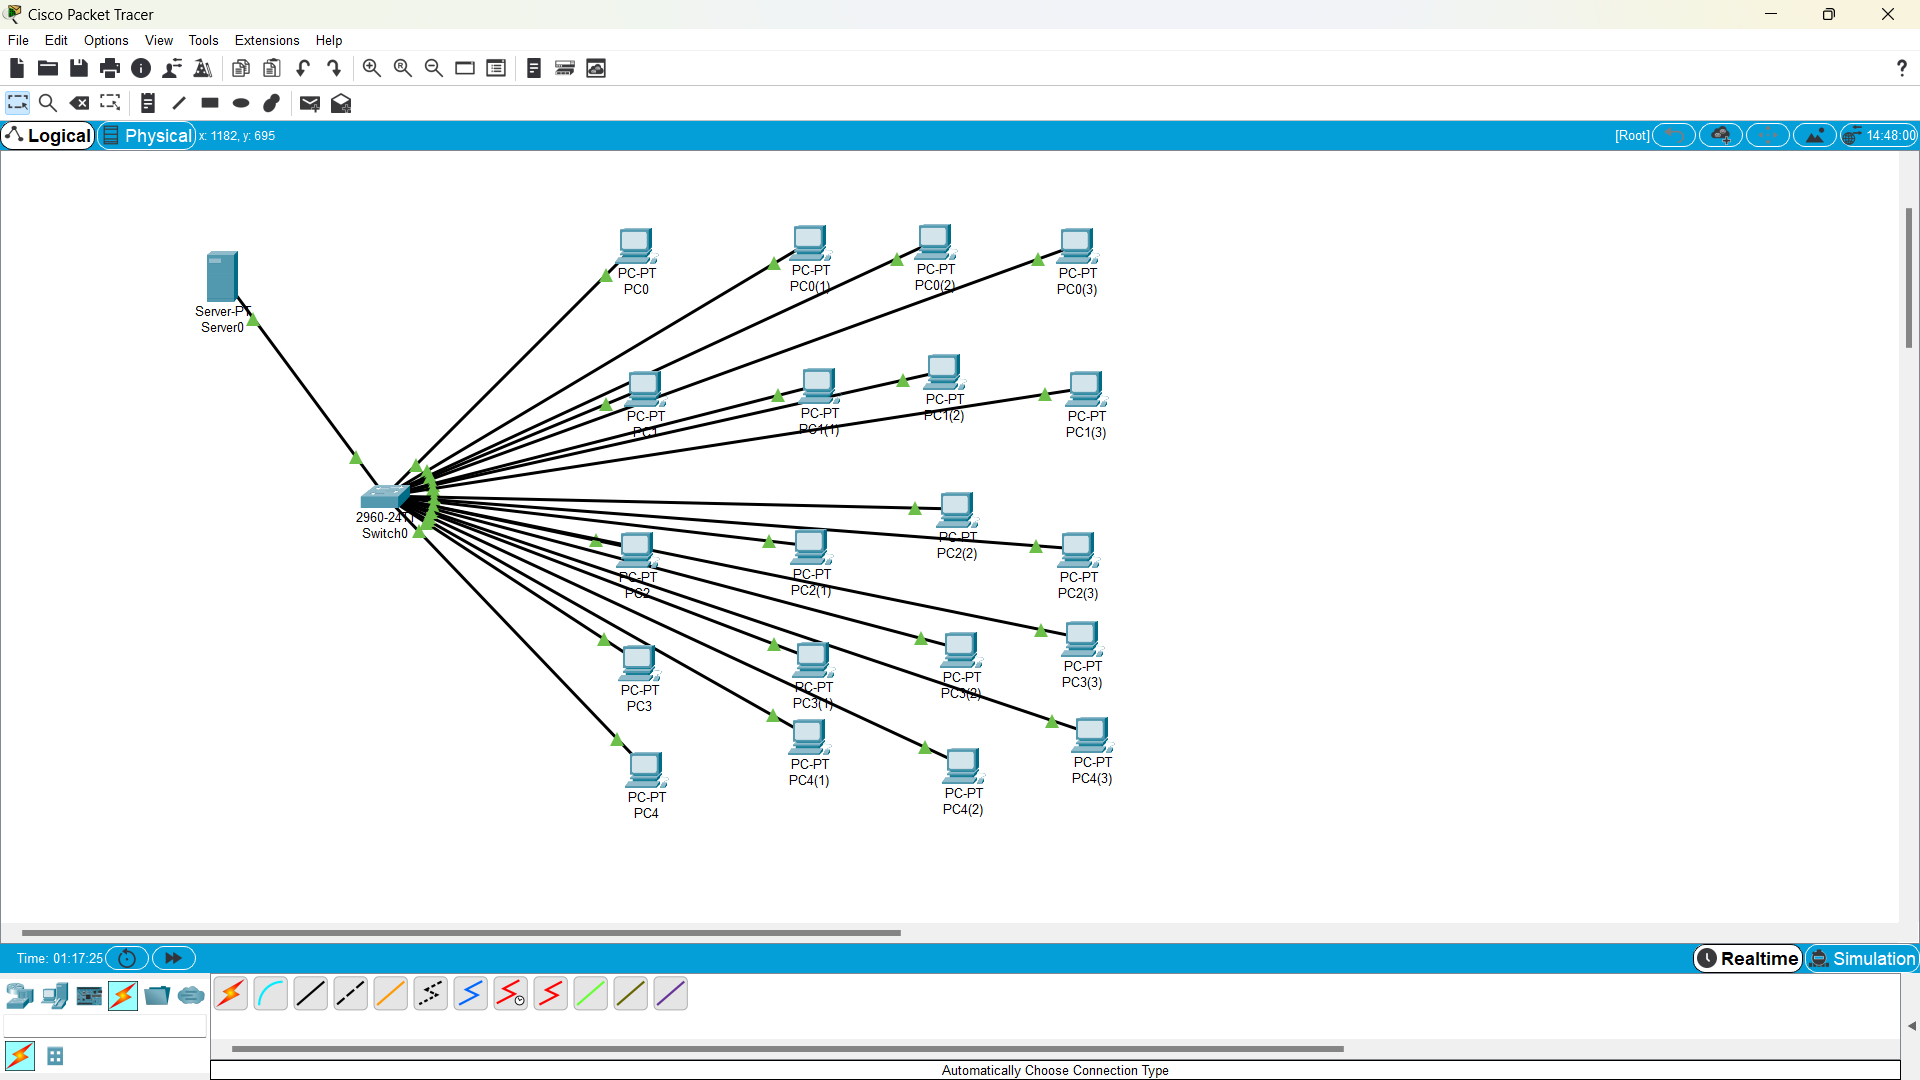 Cisco Packet Tracer
File Edit Options View Tools Extensions Help
?
Logical Physical x: 1182, y: 695 [Root] 14:48:00
PC-PT
PC0
PC-PT
PC0(1)
PC-PT
PC0(2)
PC-PT
PC0(3)
Server-PT
Server0
PC-PT
PC1
PC-PT
PC1(1)
PC-PT
PC1(2)
PC-PT
PC1(3)
2960-24TT
Switch0
PC-PT
PC2
PC-PT
PC2(1)
PC-PT
PC2(2)
PC-PT
PC2(3)
PC-PT
PC3
PC-PT
PC3(1)
PC-PT
PC3(2)
PC-PT
PC3(3)
PC-PT
PC4
PC-PT
PC4(1)
PC-PT
PC4(2)
PC-PT
PC4(3)
Time: 01:17:25 Realtime Simulation
Automatically Choose Connection Type